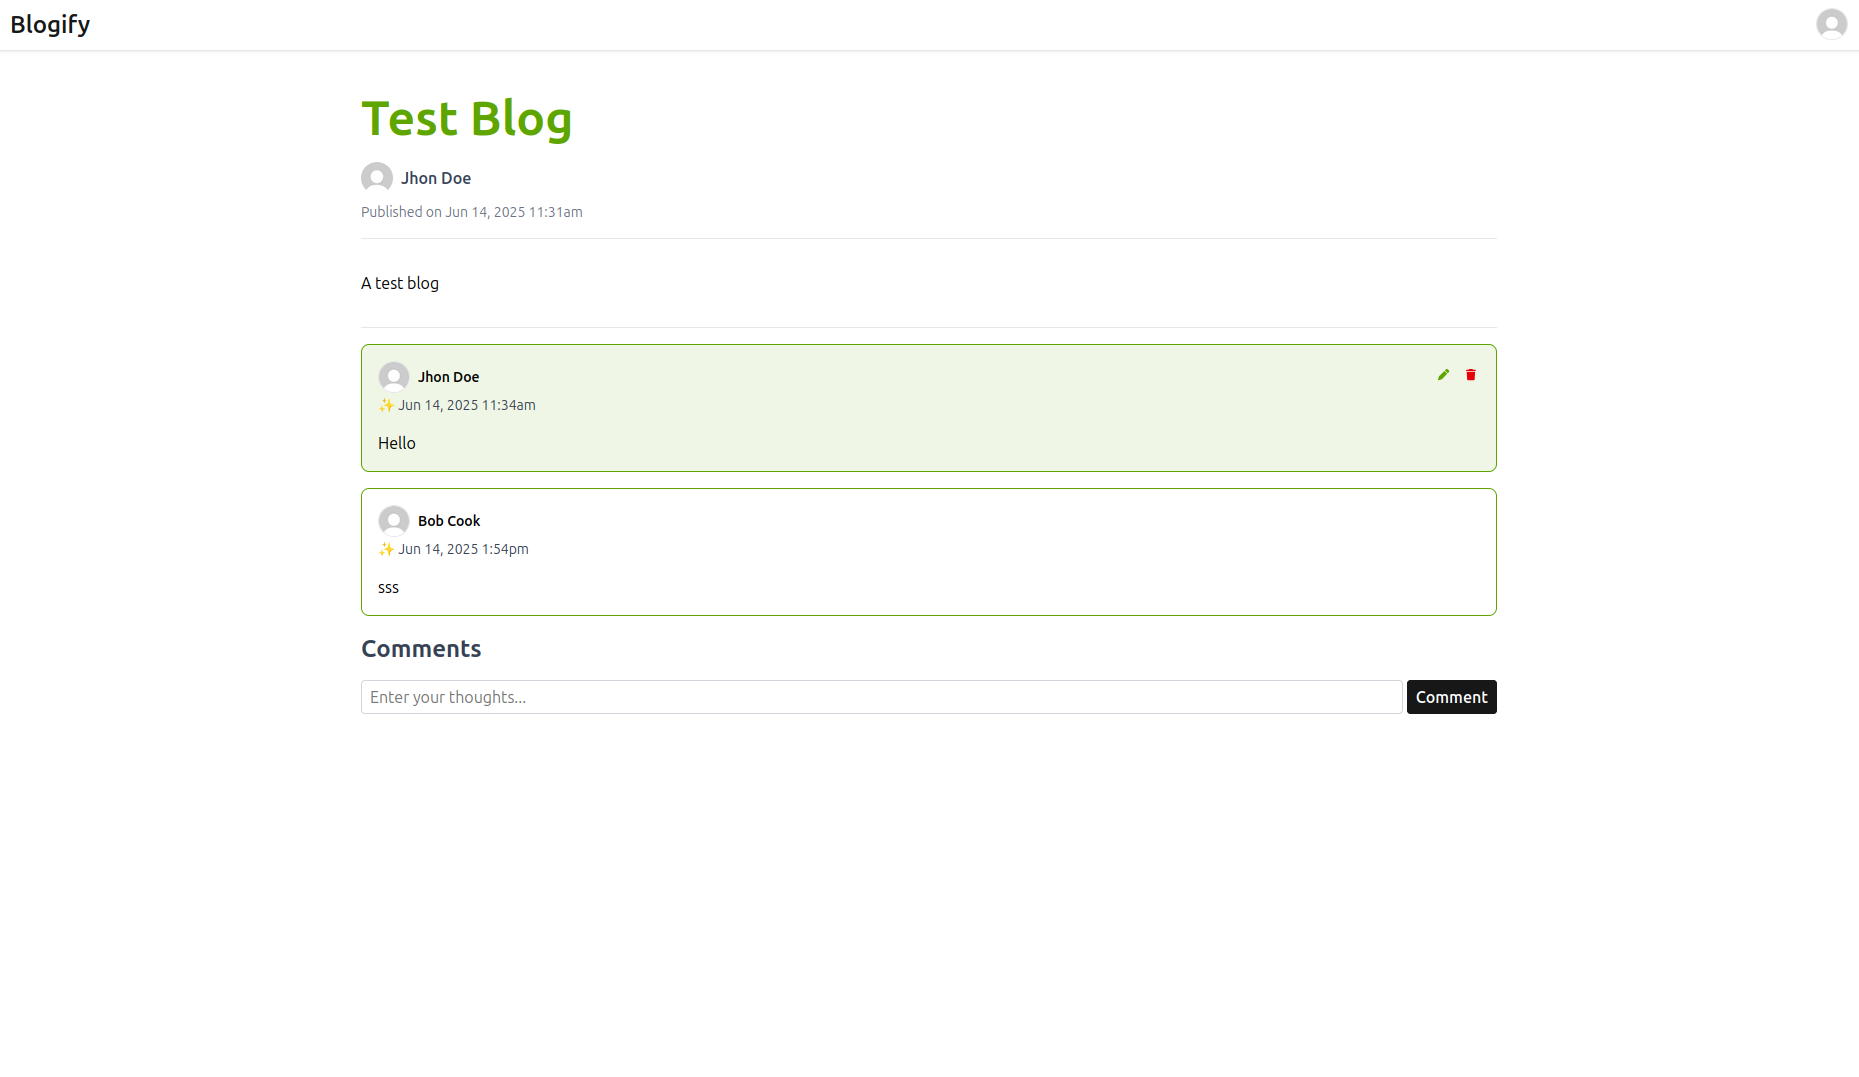 Blogify
Test Blog
Jhon Doe
Published on Jun 14, 2025 11:31am
A test blog
Jhon Doe
✨ Jun 14, 2025 11:34am
Hello
Bob Cook
✨ Jun 14, 2025 1:54pm
sss
Comments
Enter your thoughts... Comment